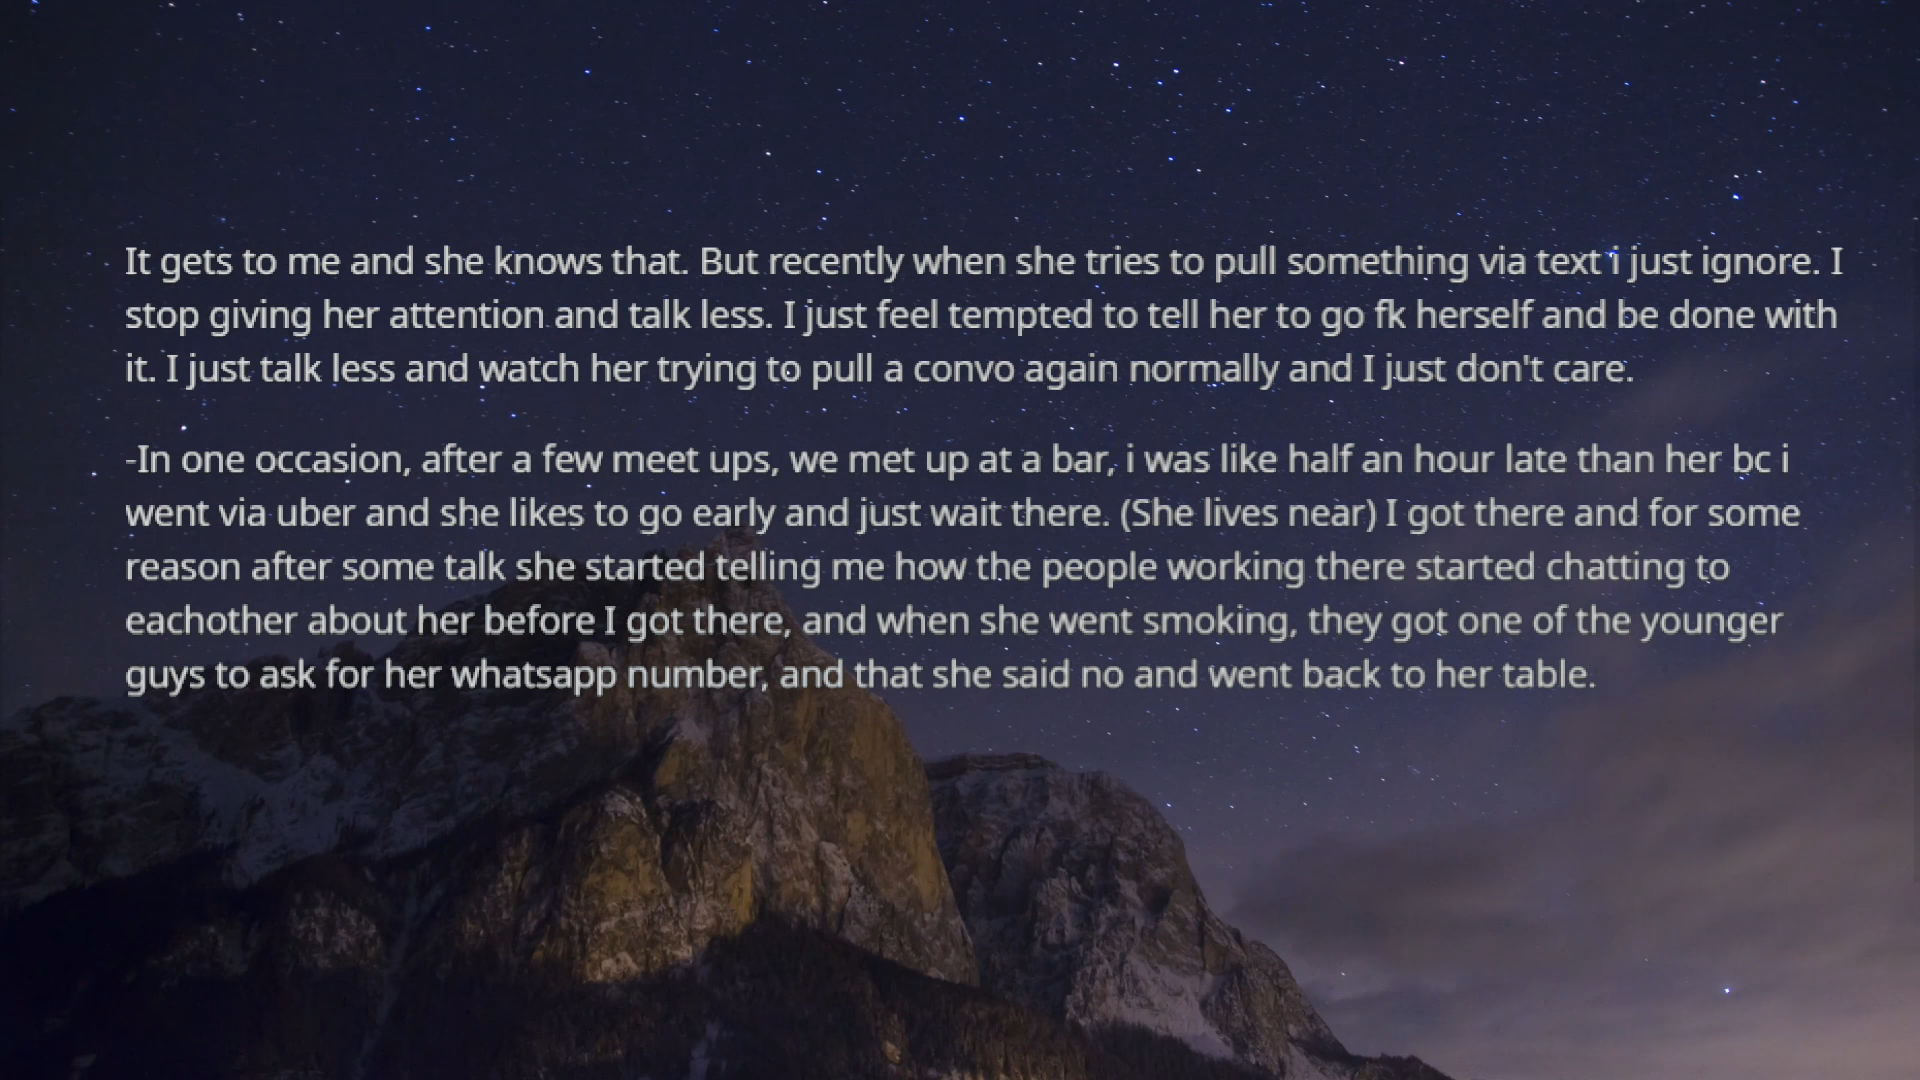 It gets to me and she knows that. But recently when she tries to pull something via text i just ignore. I
stop giving her attention and talk less. I just feel tempted to tell her to go fk herself and be done with
it. I just talk less and watch her trying to pull a convo again normally and I just don't care.
-In one occasion, after a few meet ups, we met up at a bar, i was like half an hour late than her bc i
went via uber and she likes to go early and just wait there. (She lives near) I got there and for some
reason after some talk she started telling me how the people working there started chatting to
eachother about her before I got there, and when she went smoking, they got one of the younger
guys to ask for her whatsapp number, and that she said no and went back to her table.